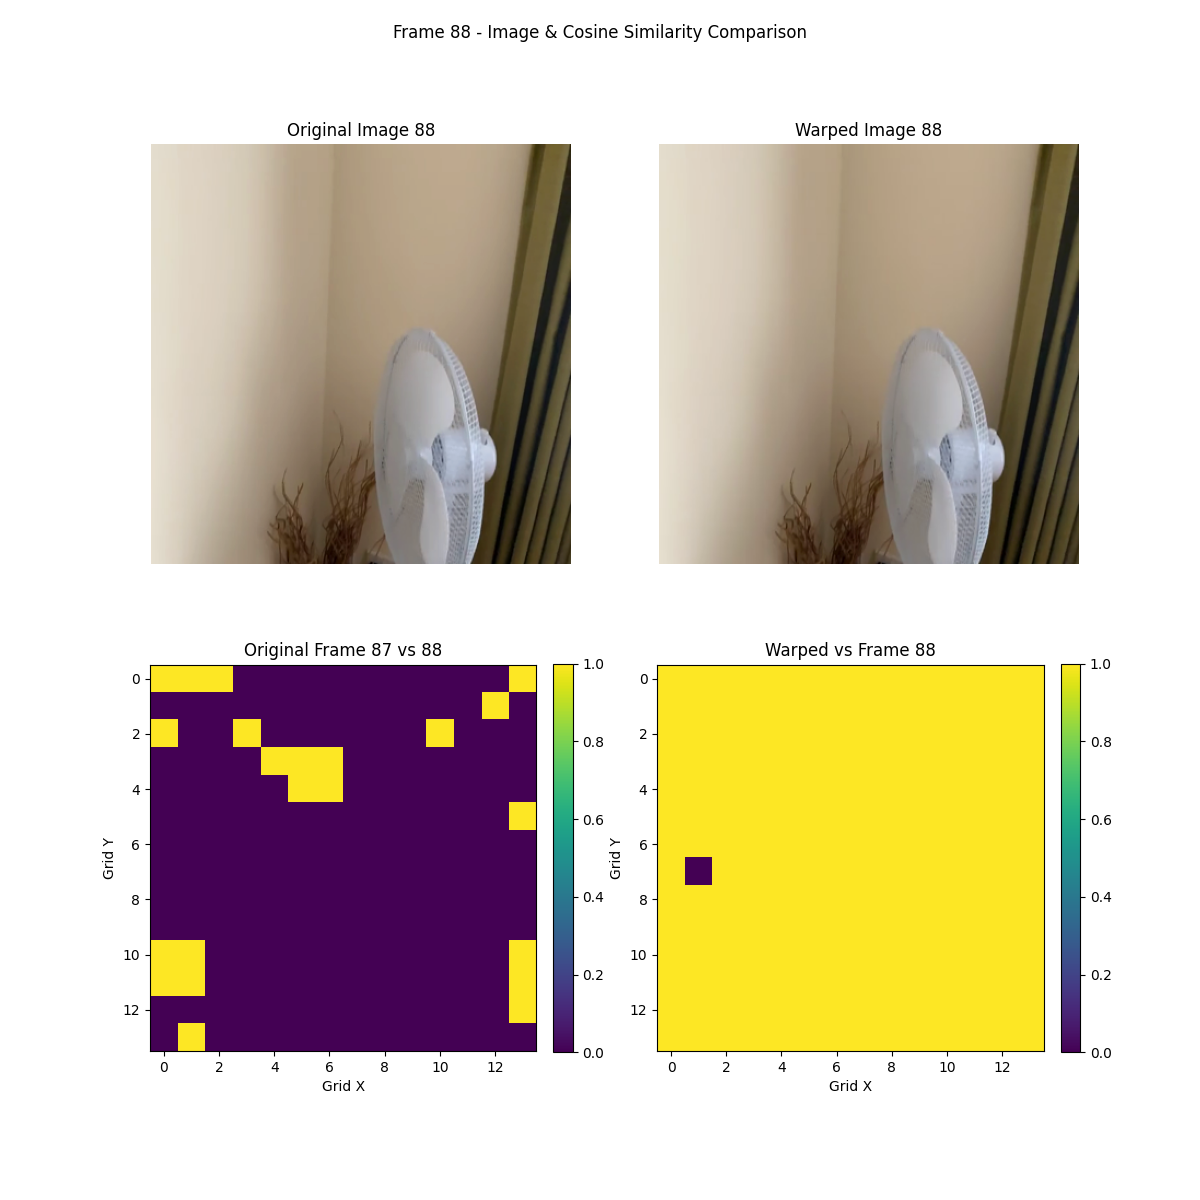 Frame 88 - Image & Cosine Similarity Comparison
Original Image 88
Warped Image 88
Original Frame 87 vs 88
Warped vs Frame 88
0
2
4
6
8
10
12
Grid Y
0 2 4 6 8 10 12
Grid X
1.0
0.8
0.6
0.4
0.2
0.0
0
2
4
6
8
10
12
Grid Y
0 2 4 6 8 10 12
Grid X
1.0
0.8
0.6
0.4
0.2
0.0